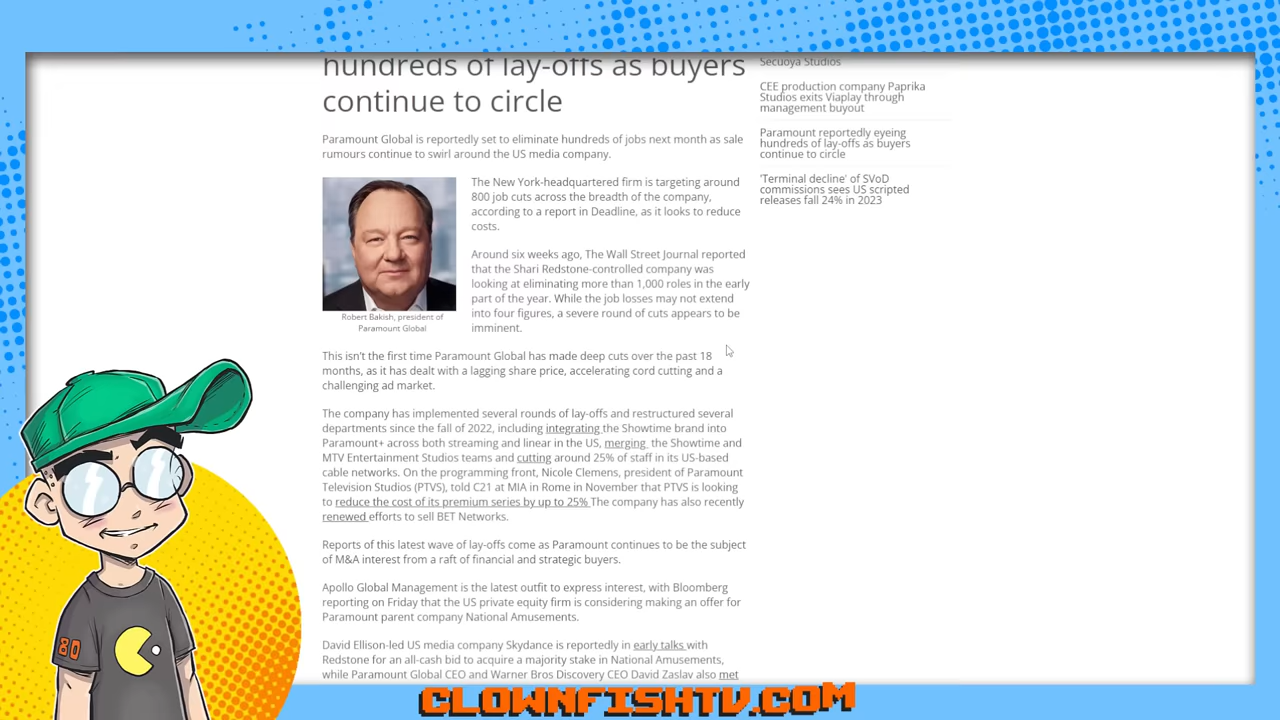 hundreds of lay-offs as buyers
continue to circle
Paramount Global is reportedly set to eliminate hundreds of jobs next month as sale
rumours continue to swirl around the US media company.
The New York-headquartered firm is targeting around
800 job cuts across the breadth of the company,
according to a report in Deadline, as it looks to reduce
costs.
Around six weeks ago, The Wall Street Journal reported
that the Shari Redstone-controlled company was
looking at eliminating more than 1,000 roles in the early
part of the year. While the job losses may not extend
into four figures, a severe round of cuts appears to be
imminent.
Robert Bakish, president of
Paramount Global
This isn't the first time Paramount Global has made deep cuts over the past 18
months, as it has dealt with a lagging share price, accelerating cord cutting and a
challenging ad market.
The company has implemented several rounds of lay-offs and restructured several
departments since the fall of 2022, including integrating the Showtime brand into
Paramount+ across both streaming and linear in the US, merging the Showtime and
MTV Entertainment Studios teams and cutting around 25% of staff in its US-based
cable networks. On the programming front, Nicole Clemens, president of Paramount
Television Studios (PTVS), told C21 at MIA in Rome in November that PTVS is looking
to reduce the cost of its premium series by up to 25% The company has also recently
renewed efforts to sell BET Networks.
Reports of this latest wave of lay-offs come as Paramount continues to be the subject
of M&A interest from a raft of financial and strategic buyers.
Apollo Global Management is the latest outfit to express interest, with Bloomberg
reporting on Friday that the US private equity firm is considering making an offer for
Paramount parent company National Amusements.
David Ellison-led US media company Skydance is reportedly in early talks with
Redstone for an all-cash bid to acquire a majority stake in National Amusements,
while Paramount Global CEO and Warner Bros Discovery CEO David Zaslav also met
Secuoya Studios
CEE production company Paprika
Studios exits Viaplay through
management buyout
Paramount reportedly eyeing
hundreds of lay-offs as buyers
continue to circle
'Terminal decline' of SVoD
commissions sees US scripted
releases fall 24% in 2023
80
CLOWNFISHTV.COM